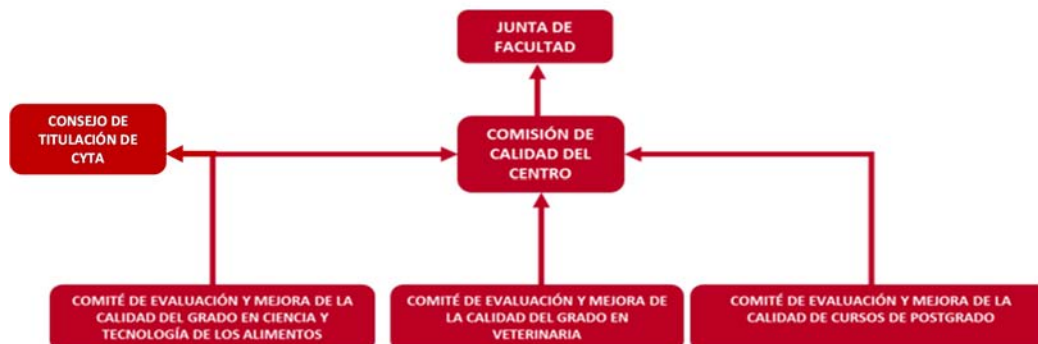 JUNTA DE
FACULTAD
CONSEJO DE
TITULACIÓN DE
CYTA
COMISIÓN DE
CALIDAD DEL
CENTRO
COMITÉ DE EVALUACIÓN Y MEJORA DE LA
CALIDAD DEL GRADO EN CIENCIA Y
TECNOLOGÍA DE LOS ALIMENTOS
COMITÉ DE EVALUACIÓN Y MEJORA DE
LA CALIDAD DEL GRADO EN
VETERINARIA
COMITÉ DE EVALUACIÓN Y MEJORA DE LA
CALIDAD DE CURSOS DE POSTGRADO